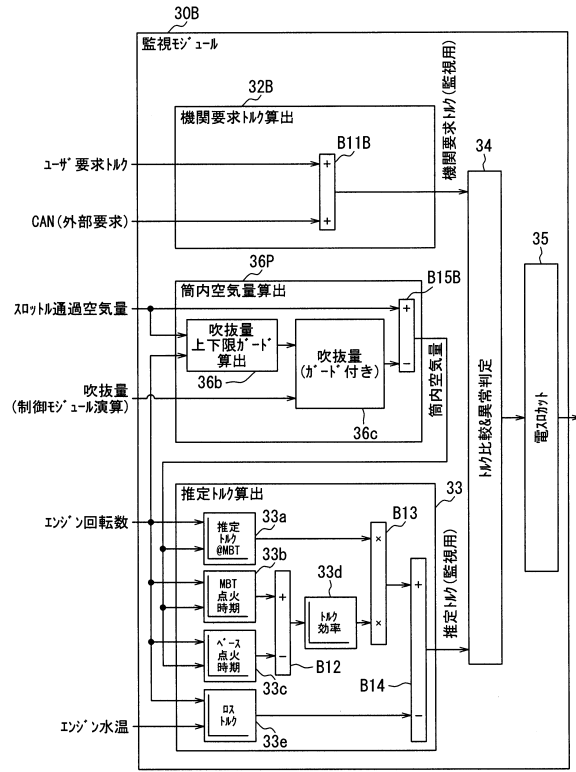 30B
監視ﾓｼﾞｭｰﾙ
32B
機関要求トルク算出
B11B
機関要求トルク(監視用)
34
ﾕｰｻﾞ要求トルク
+
CAN(外部要求)
+
35
36P
筒内空気量算出
B15B
ｽﾛｯﾄﾙ通過空気量
+
吹抜量
上下限ｶﾞｰﾄﾞ
算出
吹抜量
(ｶﾞｰﾄﾞ付き)
−
筒内空気量
吹抜量
(制御ﾓｼﾞｭｰﾙ演算)
36b
36c
ﾄﾙｸ比較&異常判定
電ｽﾛｶｯﾄ
推定トルク算出
33
エンジン回転数
33a
B13
推定
ﾄﾙｸ
@MBT
×
推定トルク(監視用)
33b
MBT
点火
時期
33d
+
ﾄﾙｸ
効率
×
+
ﾍﾞｰｽ
点火
時期
−
B12
33c
B14
ﾛｽ
ﾄﾙｸ
−
エンジン水温
33e